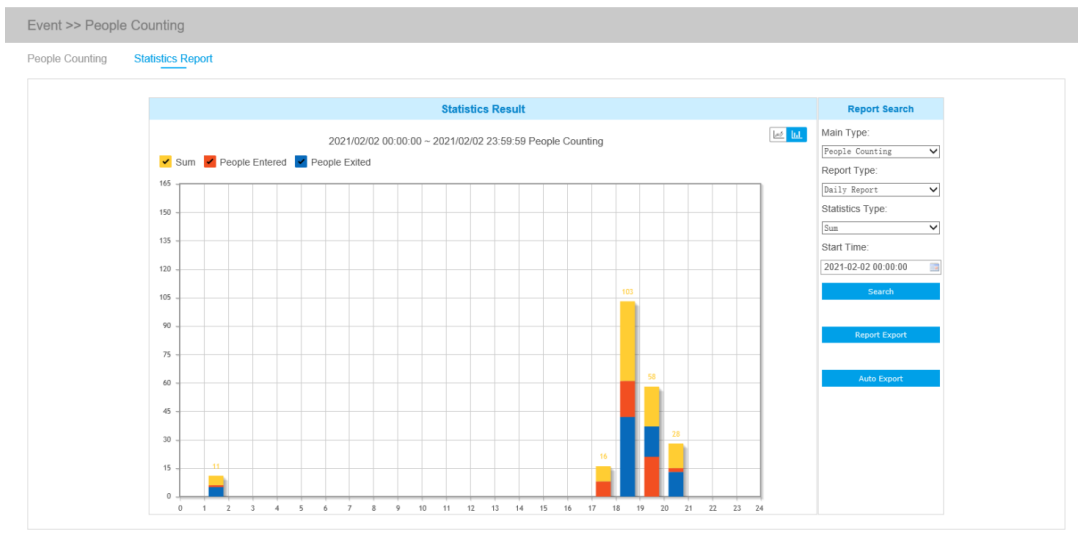 Event >> People Counting
People Counting Statistics Report
Statistics Result
2021/02/02 00:00:00 ~ 2021/02/02 23:59:59 People Counting
Sum People Entered People Exited
165
150
135
120
105
90
75
60
45
30
15
0
11
16
103
58
28
0 1 2 3 4 5 6 7 8 9 10 11 12 13 14 15 16 17 18 19 20 21 22 23 24
Report Search
Main Type:
People Counting
Report Type:
Daily Report
Statistics Type:
Sum
Start Time:
2021-02-02 00:00:00
Search
Report Export
Auto Export